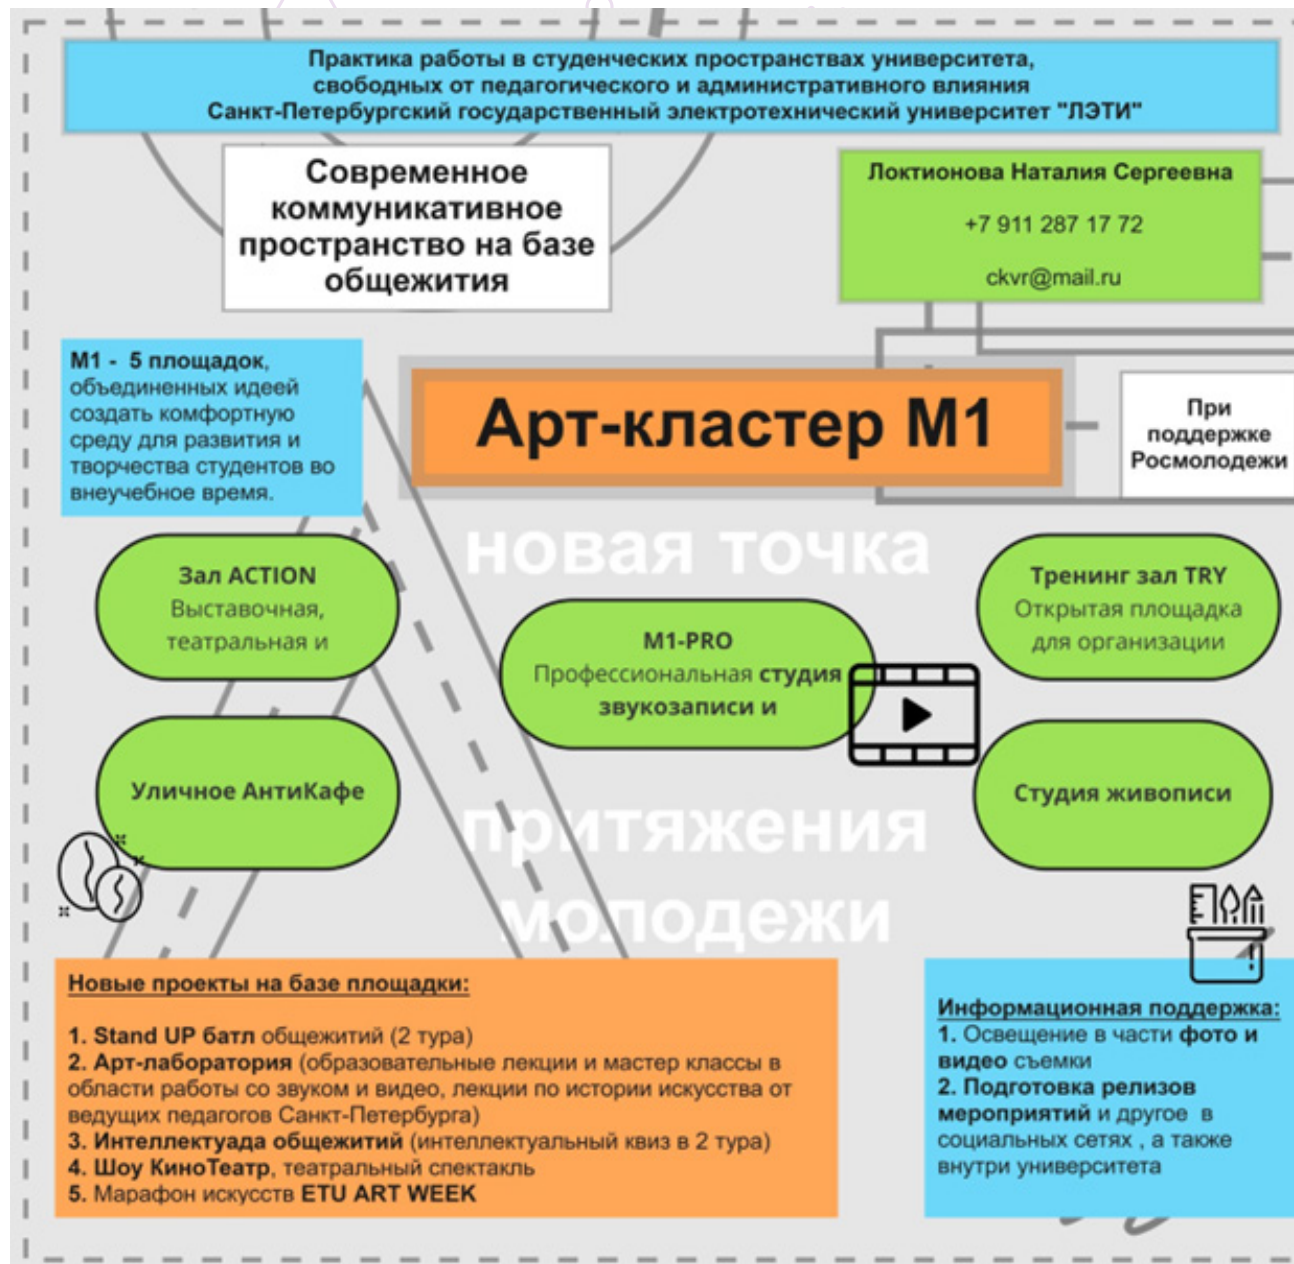 Практика работы в студенческих пространствах университета,
свободных от педагогического и административного влияния
Санкт-Петербургский государственный электротехнический университет "ЛЭТИ"
Современное
коммуникативное
пространство на базе
общежития
Локтионова Наталия Сергеевна
+7 911 287 17 72
ckvr@mail.ru
М1 - 5 площадок,
объединенных идеей
создать комфортную
среду для развития и
творчества студентов во
внеучебное время.
Арт-кластер М1
При
поддержке
Росмолодежи
новая точка
Зал ACTION
Выставочная,
театральная и
М1-PRO
Профессиональная студия
звукозаписи и
Тренинг зал TRY
Открытая площадка
для организации
Уличное АнтиКафе
Студия живописи
притяжения
молодежи
Новые проекты на базе площадки:
1. Stand UP батл общежитий (2 тура)
2. Арт-лаборатория (образовательные лекции и мастер классы в
области работы со звуком и видео, лекции по истории искусства от
ведущих педагогов Санкт-Петербурга)
3. Интеллектуада общежитий (интеллектуальный квиз в 2 тура)
4. Шоу КиноТеатр, театральный спектакль
5. Марафон искусств ETU ART WEEK
Информационная поддержка:
1. Освещение в части фото и
видео съемки
2. Подготовка релизов
мероприятий и другое в
социальных сетях , а также
внутри университета